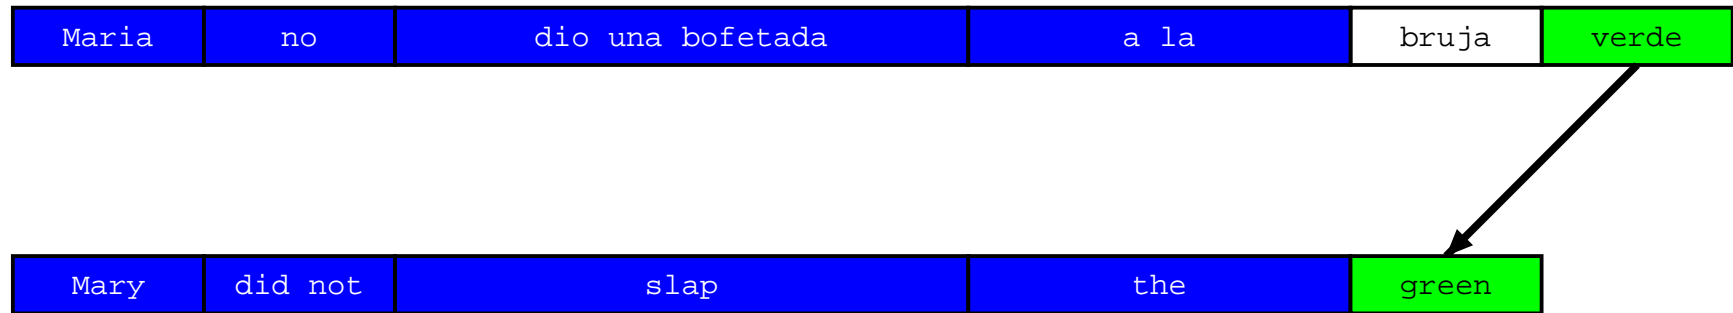 Maria no dio una bofetada a la bruja verde
Mary did not slap the green